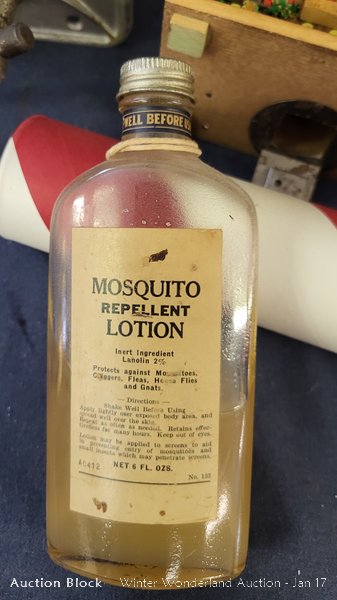 WELL BEFORE US
MOSQUITO
REPELLENT
LOTION
Inert Ingredient
Lanolin 2%
Protects against Mosquitoes,
Chiggers, Fleas, House Flies
and Gnats.
— Directions —
Shake Well Before Using
Apply lightly over exposed body area, and
spread well over the skin.
Repeat as often as needed. Retains effec-
tiveness for many hours. Keep out of eyes.
Lotion may be applied to screens to aid
in preventing entry of mosquitoes and
small insects which may penetrate screens.
AC412 NET 6 FL. OZS.
No. 153
Auction Block Winter Wonderland Auction - Jan 17